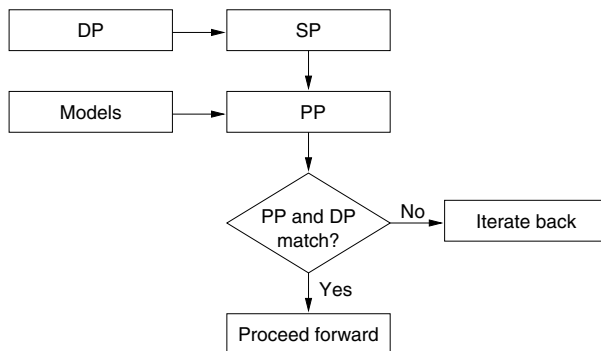 DP
SP
Models
PP
PP and DP
match?
No
Iterate back
Yes
Proceed forward